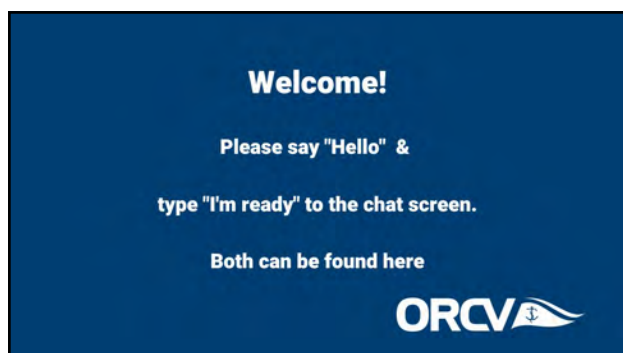 Welcome!
Please say "Hello" &
type "I'm ready" to the chat screen.
Both can be found here
ORCV